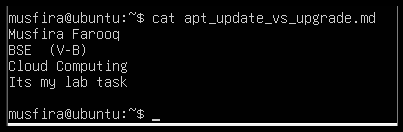 musfira@ubuntu:~$ cat apt_update_vs_upgrade.md
Musfira Farooq
BSE  (V-B)
Cloud Computing
Its my lab task
musfira@ubuntu:~$ _